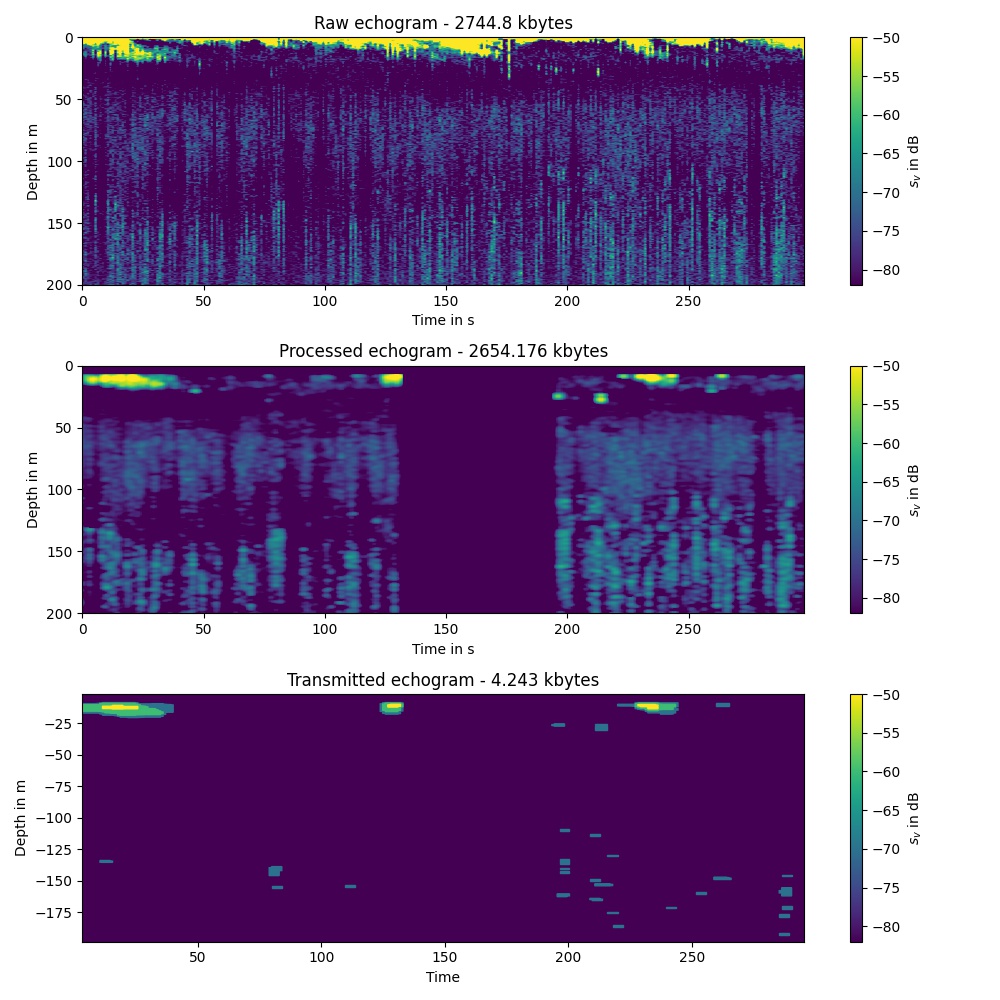 Raw echogram - 2744.8 kbytes
0
50
100
150
200
Depth in m
0 50 100 150 200 250
Time in s
−50
−55
−60
−65
−70
−75
−80
sv in dB
Processed echogram - 2654.176 kbytes
0
50
100
150
200
Depth in m
0 50 100 150 200 250
Time in s
−50
−55
−60
−65
−70
−75
−80
sv in dB
Transmitted echogram - 4.243 kbytes
−25
−50
−75
−100
−125
−150
−175
Depth in m
50 100 150 200 250
Time
−50
−55
−60
−65
−70
−75
−80
sv in dB